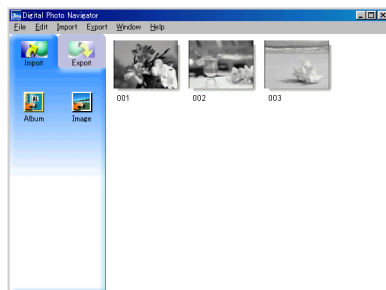 Digital Photo Navigator
File Edit Import Export Window Help
Import Export
Album Image
001 002 003